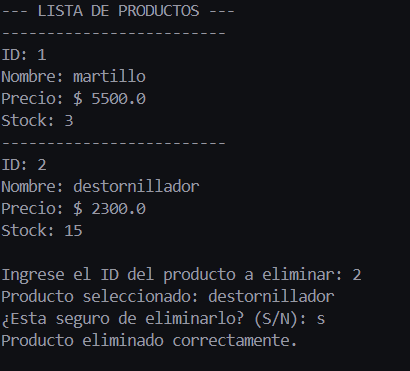 --- LISTA DE PRODUCTOS ---
-------------------------
ID: 1
Nombre: martillo
Precio: $ 5500.0
Stock: 3
-------------------------
ID: 2
Nombre: destornillador
Precio: $ 2300.0
Stock: 15
Ingrese el ID del producto a eliminar: 2
Producto seleccionado: destornillador
¿Esta seguro de eliminarlo? (S/N): s
Producto eliminado correctamente.